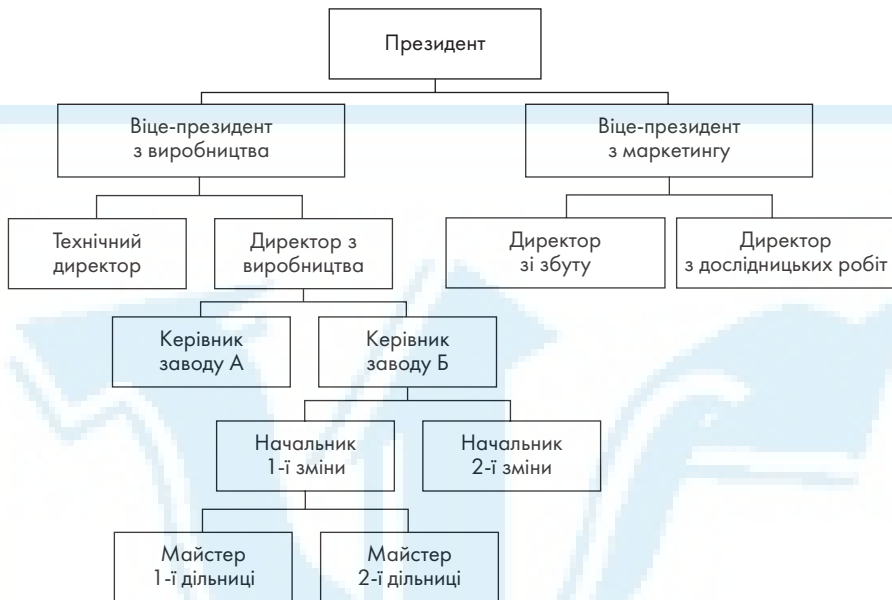 Президент
Віце-президент
з виробництва
Віце-президент
з маркетингу
Технічний
директор
Директор з
виробництва
Директор
зі збуту
Директор
з дослідницьких робіт
Керівник
заводу А
Керівник
заводу Б
Начальник
1-ї зміни
Начальник
2-ї зміни
Майстер
1-ї дільниці
Майстер
2-ї дільниці